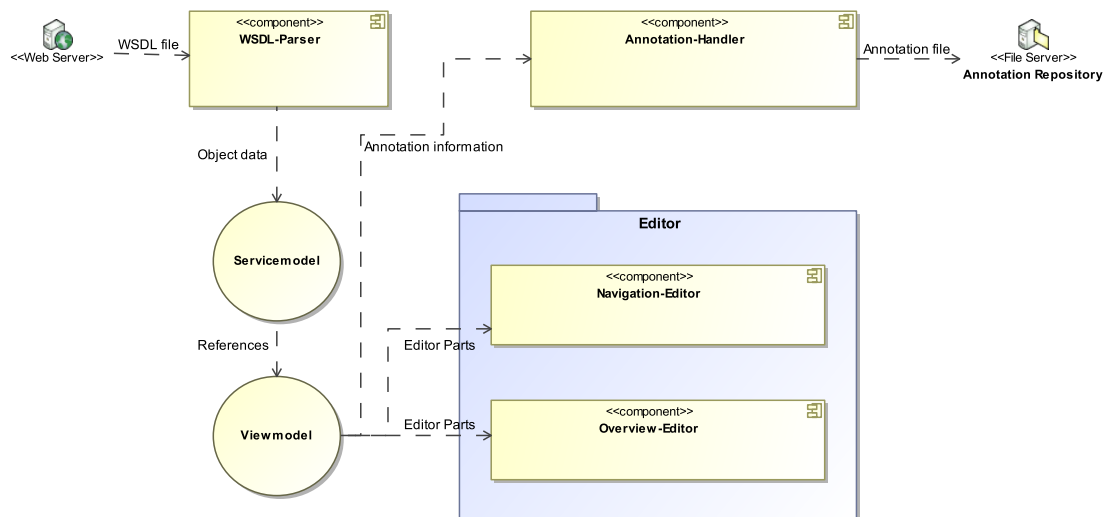 <<Web Server>>
WSDL file
<<component>>
WSDL-Parser
<<component>>
Annotation-Handler
Annotation file
<<File Server>>
Annotation Repository
Object data
Annotation information
Servicemodel
References
Viewmodel
Editor
<<component>>
Navigation-Editor
Editor Parts
<<component>>
Overview-Editor
Editor Parts